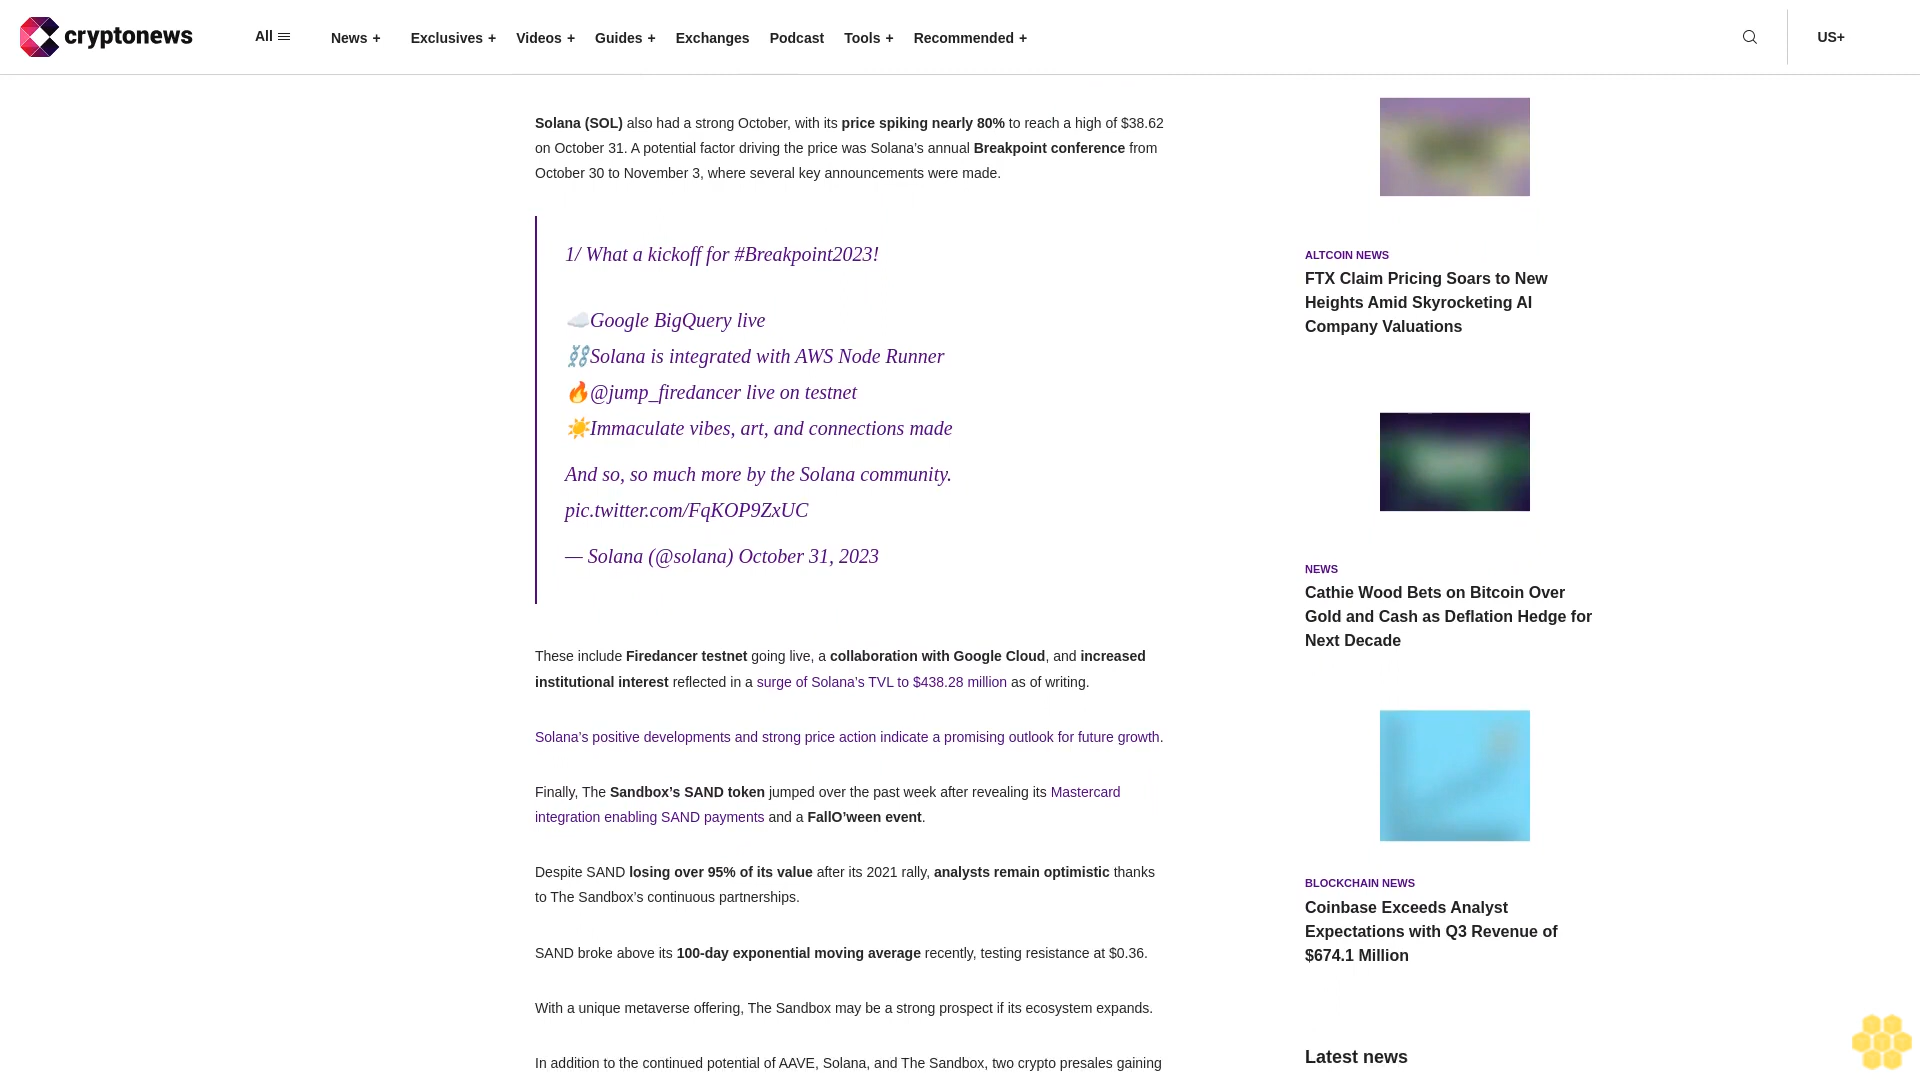 cryptonews
All
News +
Exclusives +
Videos +
Guides +
Exchanges
Podcast
Tools +
Recommended +
US+
Solana (SOL) also had a strong October, with its price spiking nearly 80% to reach a high of $38.62
on October 31. A potential factor driving the price was Solana’s annual Breakpoint conference from
October 30 to November 3, where several key announcements were made.
1/ What a kickoff for #Breakpoint2023!
☁️Google BigQuery live
⛓️Solana is integrated with AWS Node Runner
🔥@jump_firedancer live on testnet
☀️Immaculate vibes, art, and connections made
And so, so much more by the Solana community.
pic.twitter.com/FqKOP9ZxUC
— Solana (@solana) October 31, 2023
These include Firedancer testnet going live, a collaboration with Google Cloud, and increased
institutional interest reflected in a surge of Solana’s TVL to $438.28 million as of writing.
Solana’s positive developments and strong price action indicate a promising outlook for future growth.
Finally, The Sandbox’s SAND token jumped over the past week after revealing its Mastercard
integration enabling SAND payments and a FallO’ween event.
Despite SAND losing over 95% of its value after its 2021 rally, analysts remain optimistic thanks
to The Sandbox’s continuous partnerships.
SAND broke above its 100-day exponential moving average recently, testing resistance at $0.36.
With a unique metaverse offering, The Sandbox may be a strong prospect if its ecosystem expands.
In addition to the continued potential of AAVE, Solana, and The Sandbox, two crypto presales gaining
ALTCOIN NEWS
FTX Claim Pricing Soars to New
Heights Amid Skyrocketing AI
Company Valuations
NEWS
Cathie Wood Bets on Bitcoin Over
Gold and Cash as Deflation Hedge for
Next Decade
BLOCKCHAIN NEWS
Coinbase Exceeds Analyst
Expectations with Q3 Revenue of
$674.1 Million
Latest news